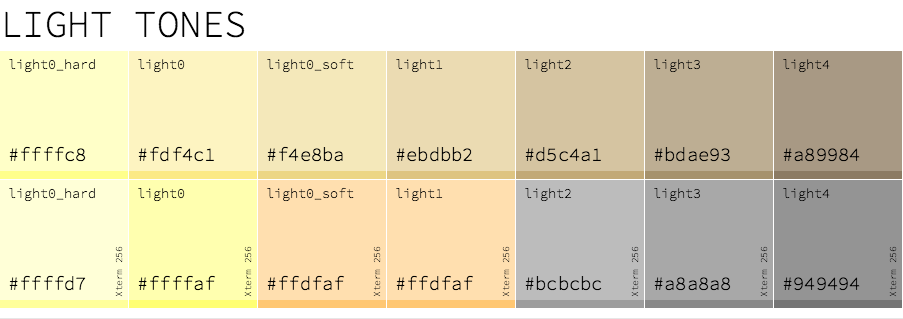 LIGHT TONES
light0_hard light0 light0_soft light1 light2 light3 light4
#ffffc8 #fdf4c1 #f4e8ba #ebdbb2 #d5c4a1 #bdae93 #a89984
light0_hard light0 light0_soft light1 light2 light3 light4
Xterm 256 Xterm 256 Xterm 256 Xterm 256 Xterm 256 Xterm 256 Xterm 256
#ffffd7 #ffffaf #ffdfaf #ffdfaf #bcbcbc #a8a8a8 #949494